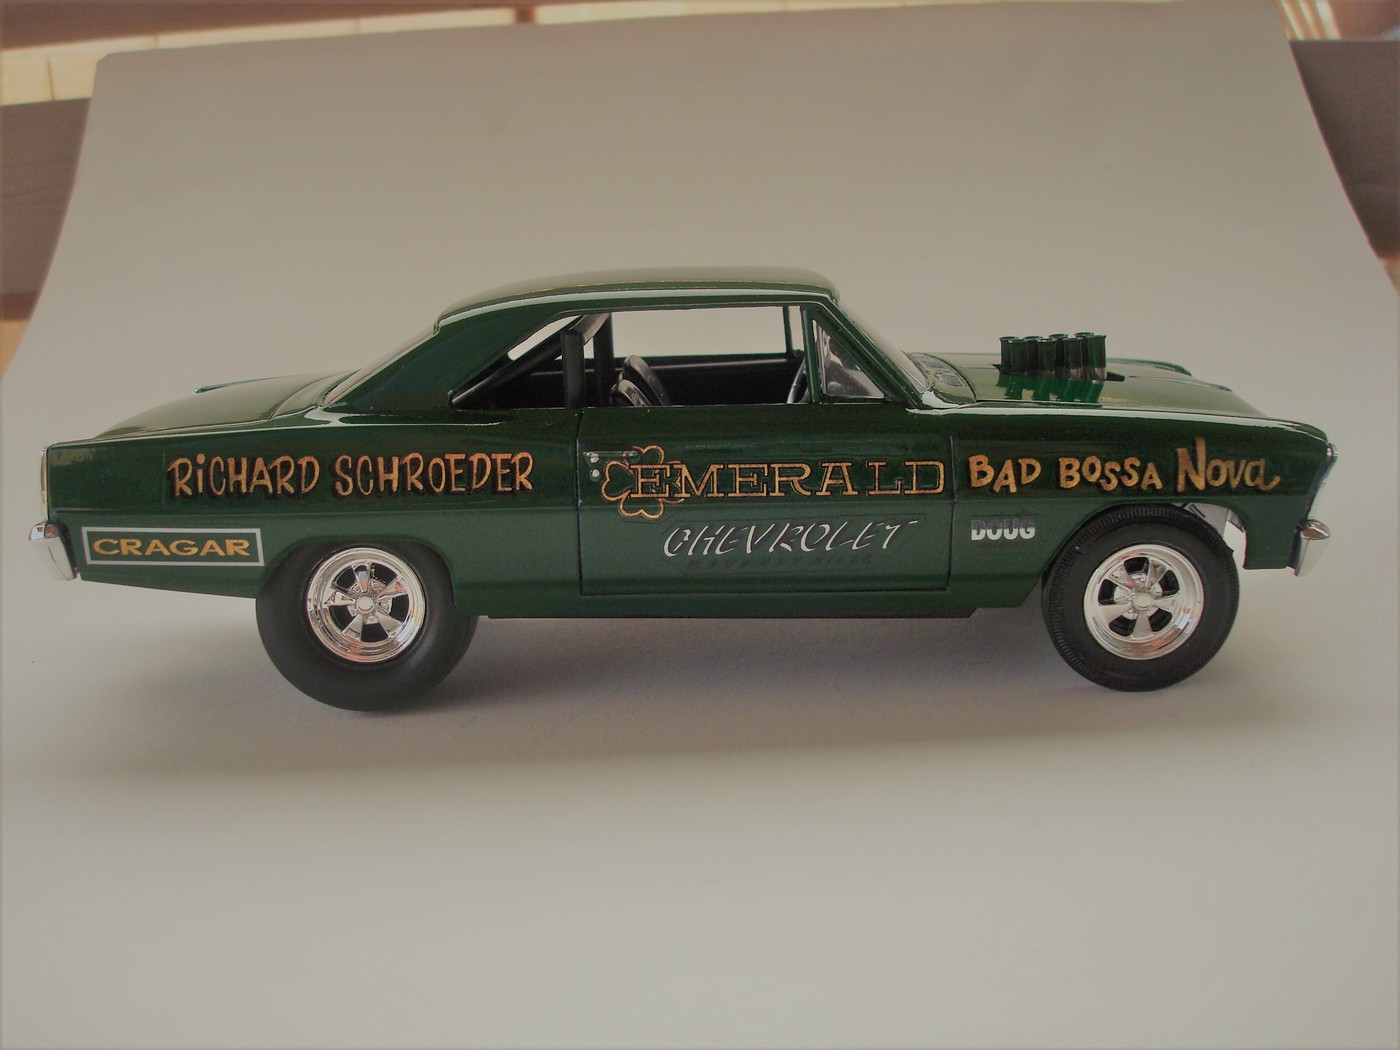 RICHARD SCHROEDER
EMERALD
BAD BOSSA Nova
CHEVROLET
DOUG
CRAGAR